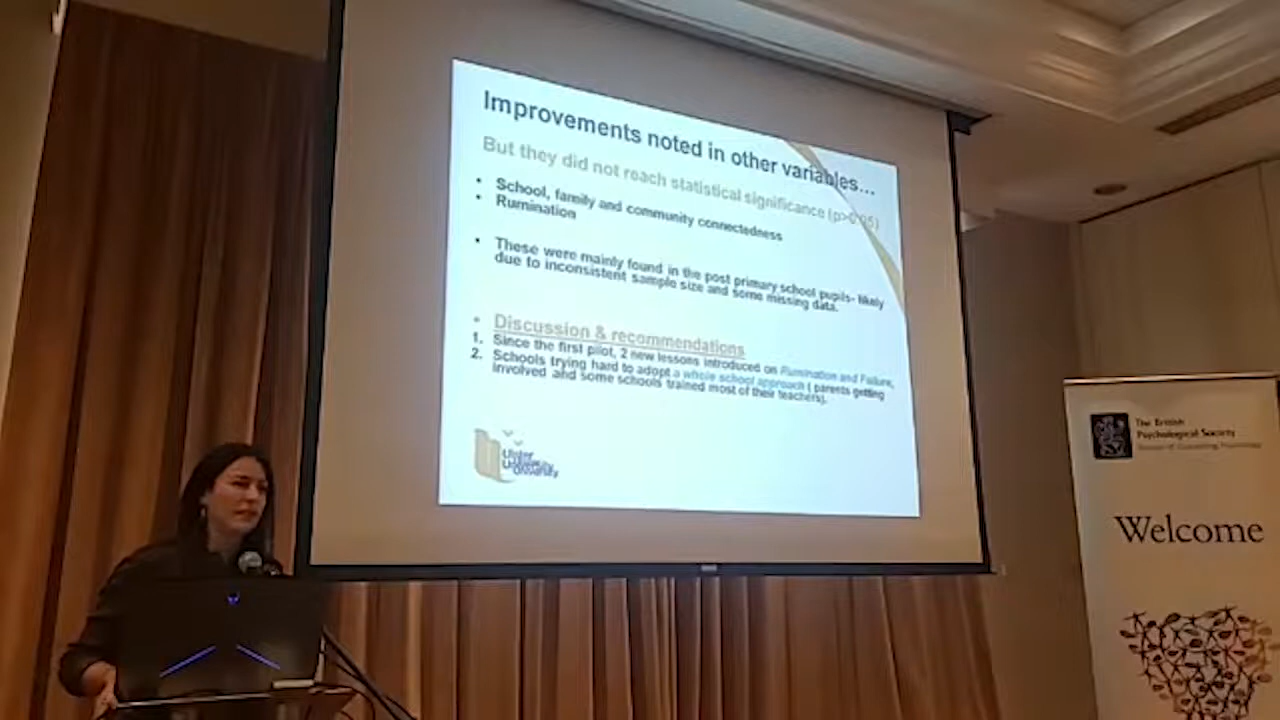 Improvements noted in other variables...
But they did not reach statistical significance (p>0.05)
• School, family and community connectedness
• Rumination
• These were mainly found in the post primary school pupils- likely
due to inconsistent sample size and some missing data.
• Discussion & recommendations
1. Since the first pilot, 2 new lessons introduced on Rumination and Failure,
2. Schools trying hard to adopt a whole school approach ( parents getting
involved and some schools trained most of their teachers).
Ulster
University
The British
Psychological Society
Division of Counselling Psychology
Welcome